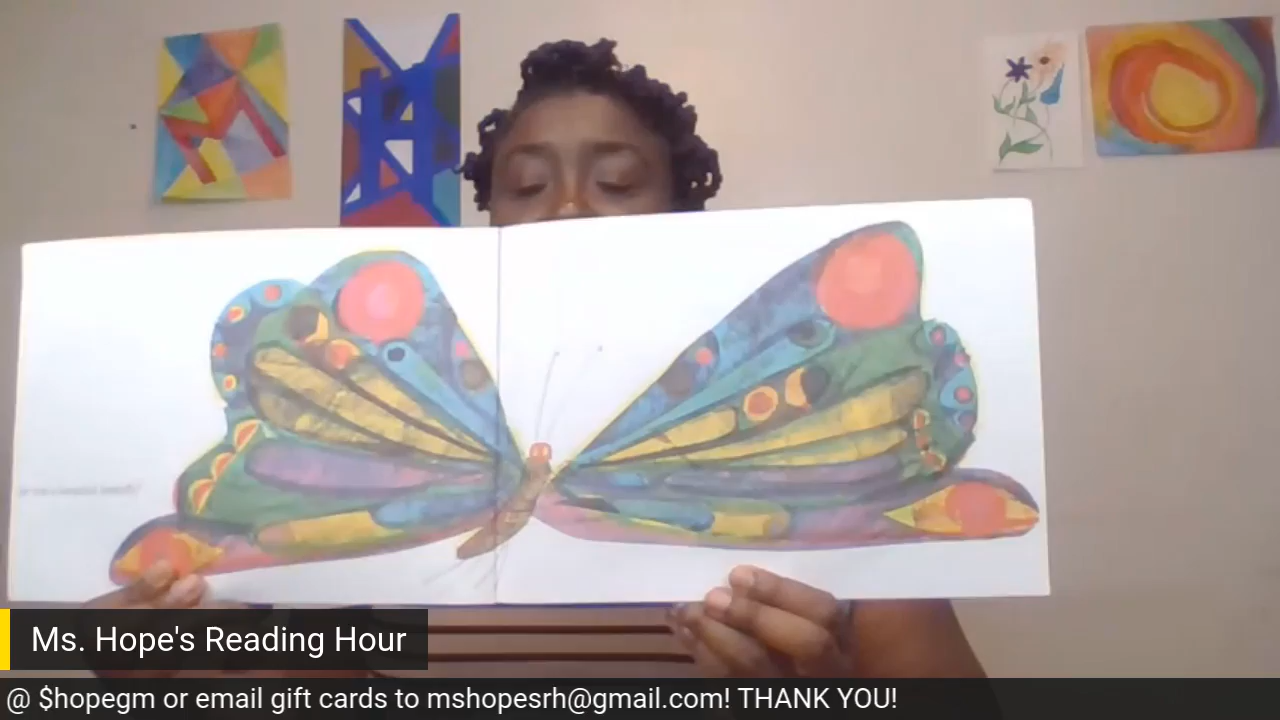 Ms. Hope's Reading Hour
@ $hopegm or email gift cards to mshopesrh@gmail.com! THANK YOU!